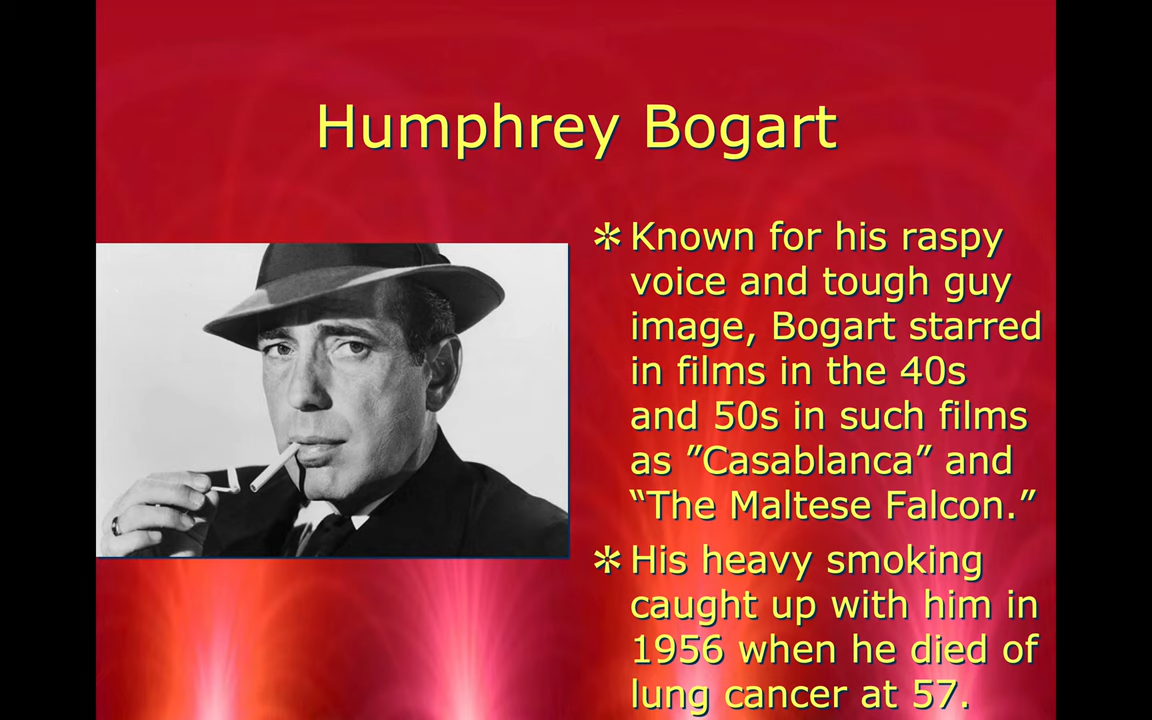 Humphrey Bogart
✲ Known for his raspy
voice and tough guy
image, Bogart starred
in films in the 40s
and 50s in such films
as ”Casablanca” and
“The Maltese Falcon.”
✲ His heavy smoking
caught up with him in
1956 when he died of
lung cancer at 57.